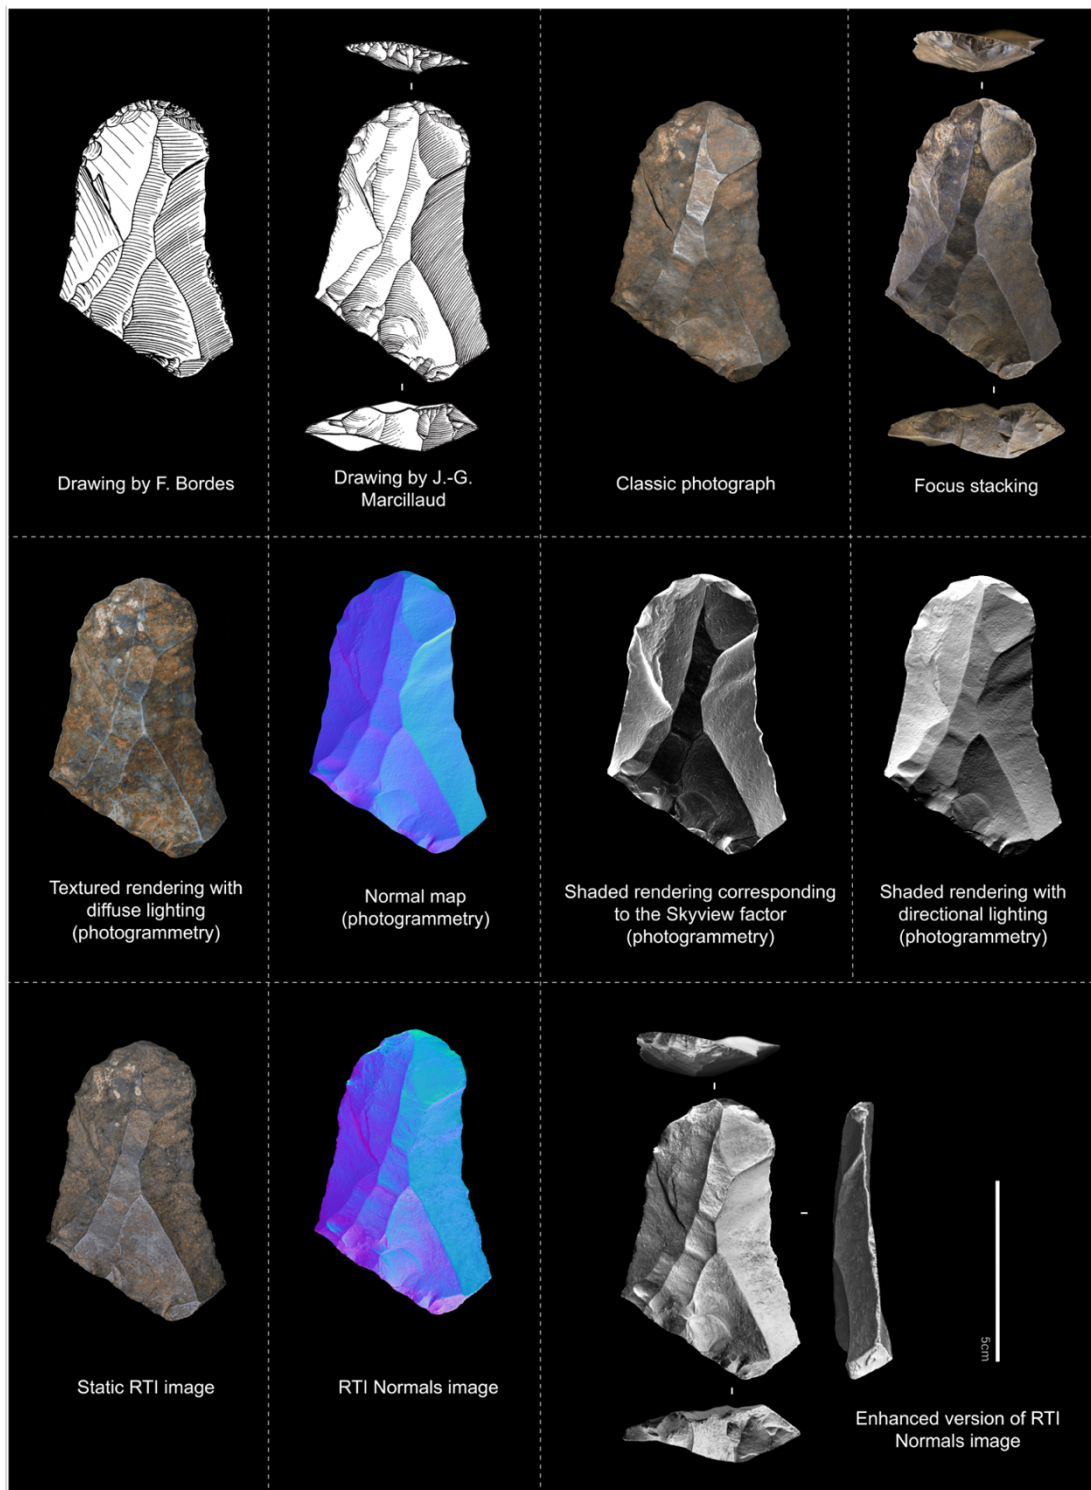 Drawing by F. Bordes
Drawing by J.-G.
Marcillaud
Classic photograph
Focus stacking
Textured rendering with
diffuse lighting
(photogrammetry)
Normal map
(photogrammetry)
Shaded rendering corresponding
to the Skyview factor
(photogrammetry)
Shaded rendering with
directional lighting
(photogrammetry)
Static RTI image
RTI Normals image
5cm
Enhanced version of RTI
Normals image